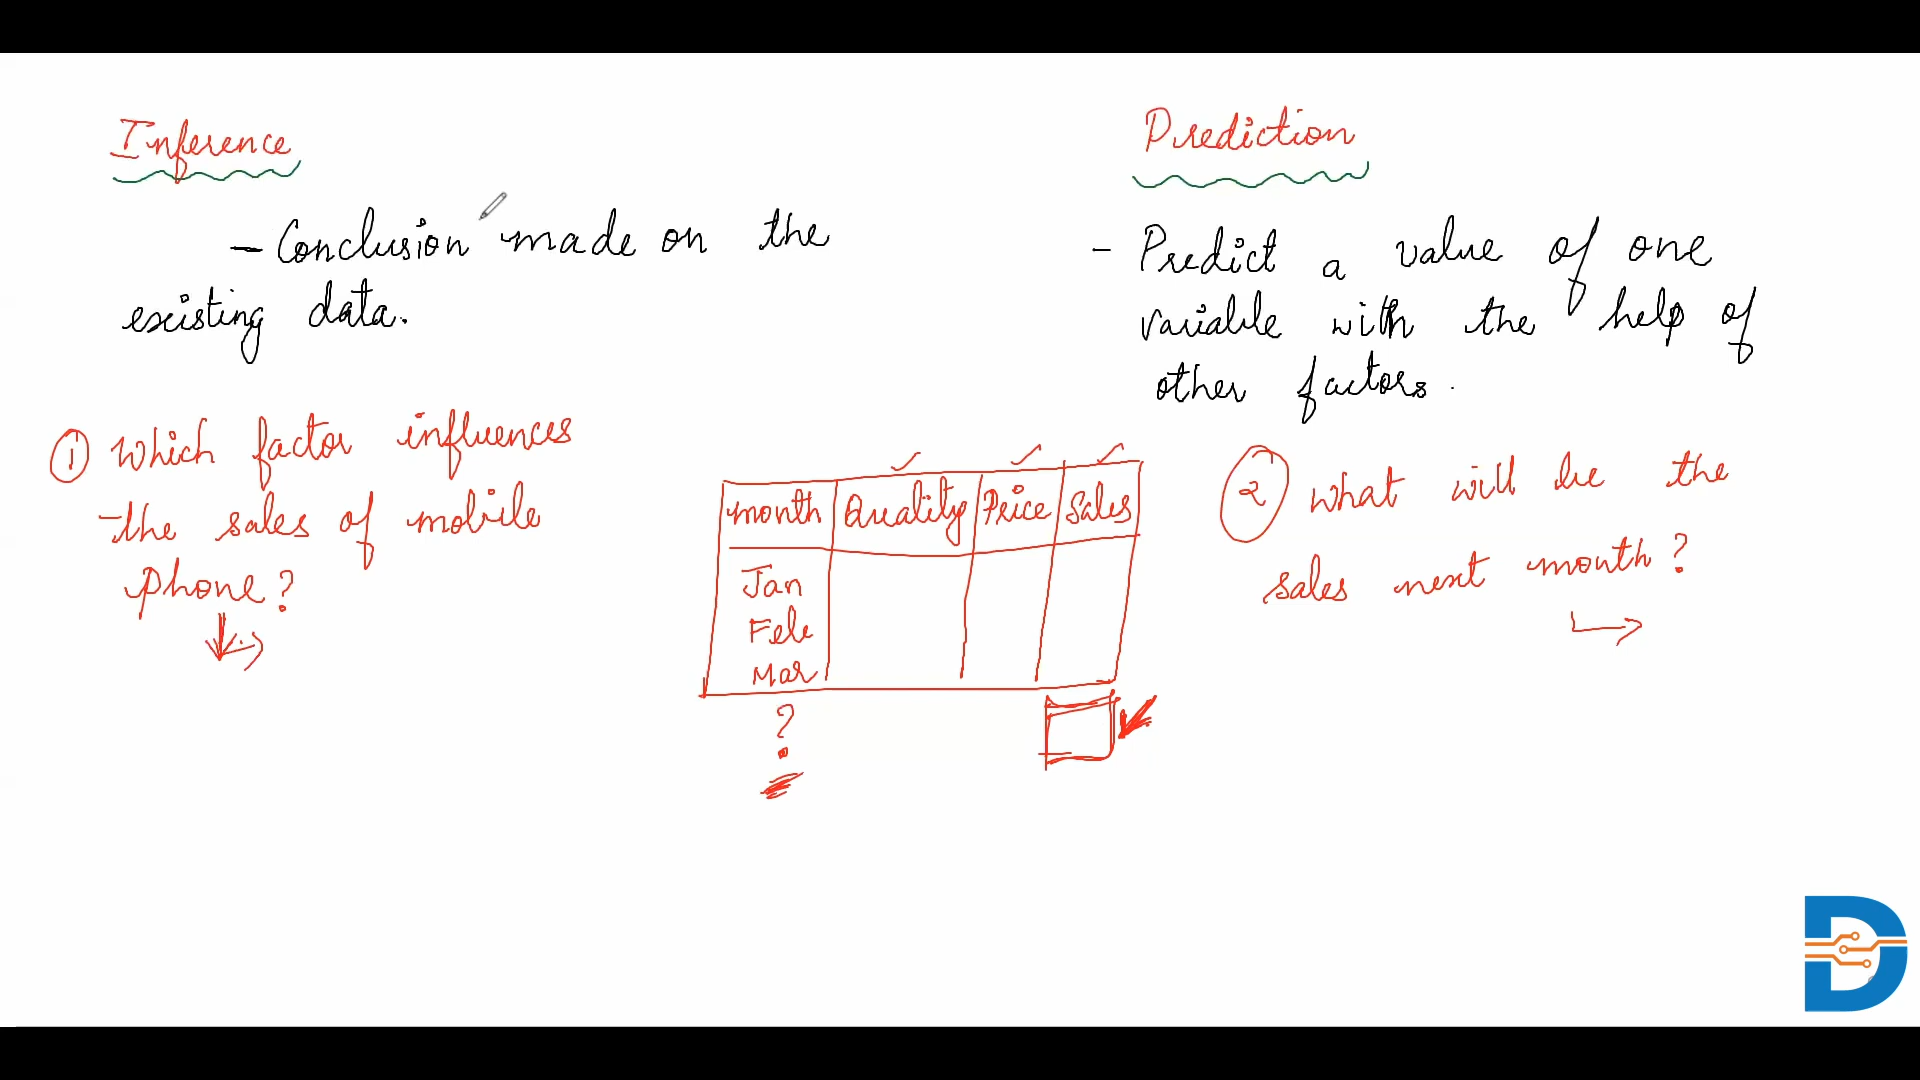 Inference
- Conclusion made on the
existing data.
① Which factor influences
the sales of mobile
phone?
Prediction
- Predict a value of one
variable with the help of
other factors.
② What will be the
sales next month?
month Quality Price Sales
Jan
Feb
Mar
?